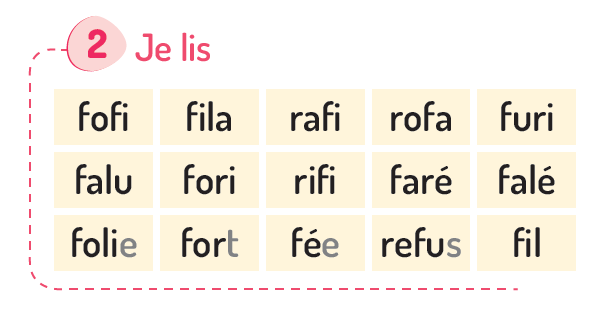 2 Je lis
fofi fila rafi rofa furi
falu fori rifi faré falé
folie fort fée refus fil